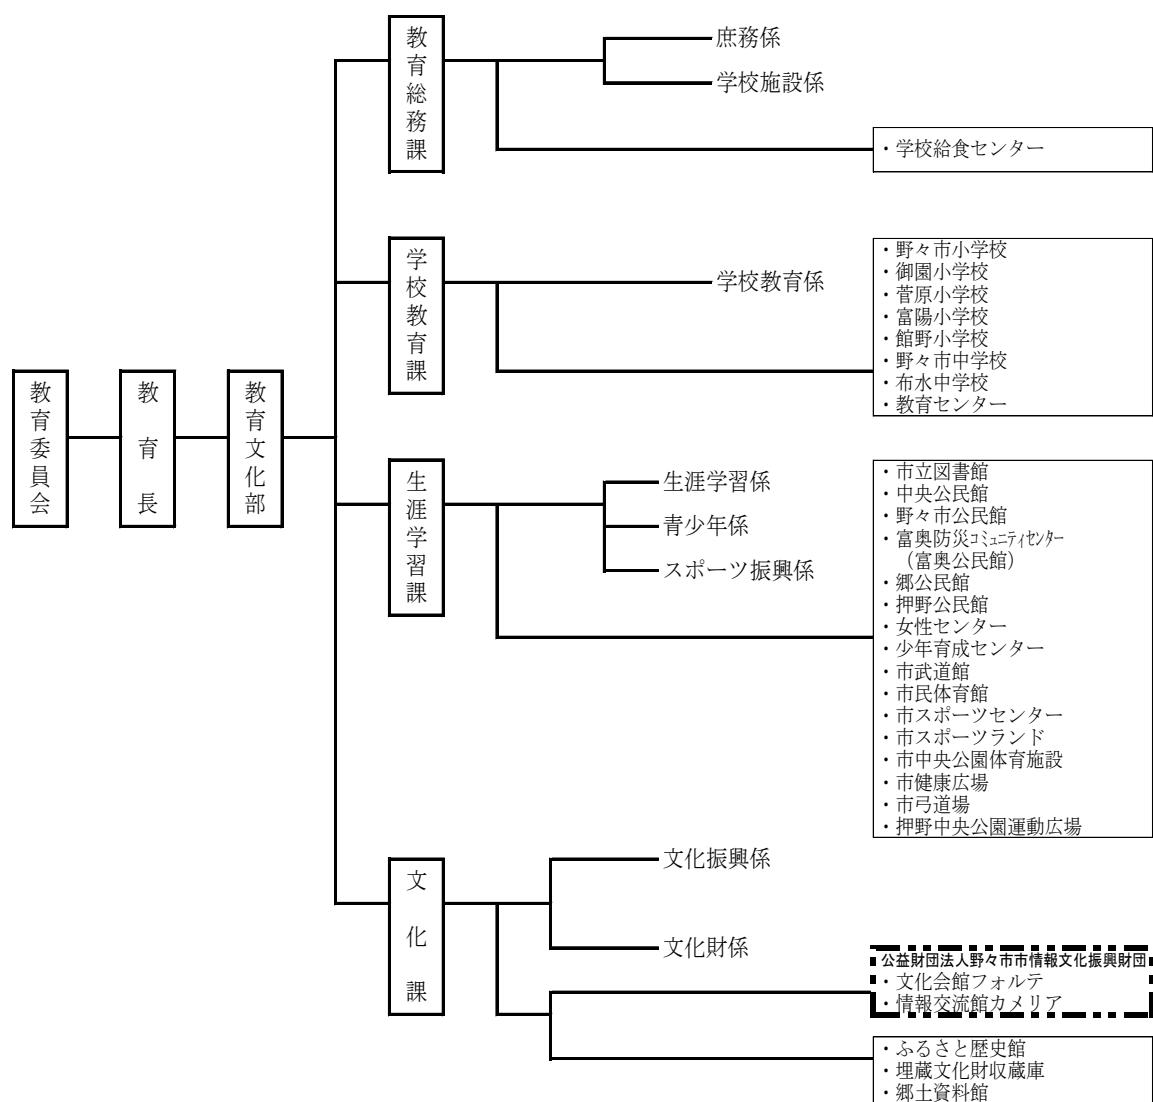 教育委員会
教育長
教育文化部
教育総務課
庶務係
学校施設係
・学校給食センター
学校教育課
学校教育係
・野々市小学校
・御園小学校
・菅原小学校
・富陽小学校
・館野小学校
・野々市中学校
・布水中学校
・教育センター
生涯学習課
生涯学習係
青少年係
スポーツ振興係
・市立図書館
・中央公民館
・野々市公民館
・富奥防災ｺﾐｭﾆﾃｨｾﾝﾀｰ
（富奥公民館）
・郷公民館
・押野公民館
・女性センター
・少年育成センター
・市武道館
・市民体育館
・市スポーツセンター
・市スポーツランド
・市中央公園体育施設
・市健康広場
・市弓道場
・押野中央公園運動広場
文化課
文化振興係
文化財係
公益財団法人野々市市情報文化振興財団
・文化会館フォルテ
・情報交流館カメリア
・ふるさと歴史館
・埋蔵文化財収蔵庫
・郷土資料館